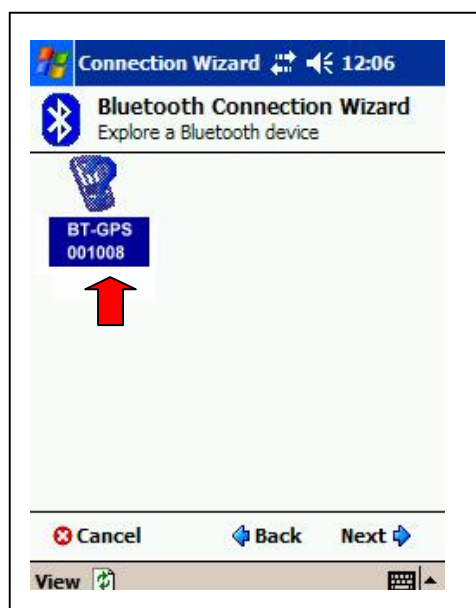 Connection Wizard 12:06
Bluetooth Connection Wizard
Explore a Bluetooth device
BT-GPS
001008
Cancel Back Next
View